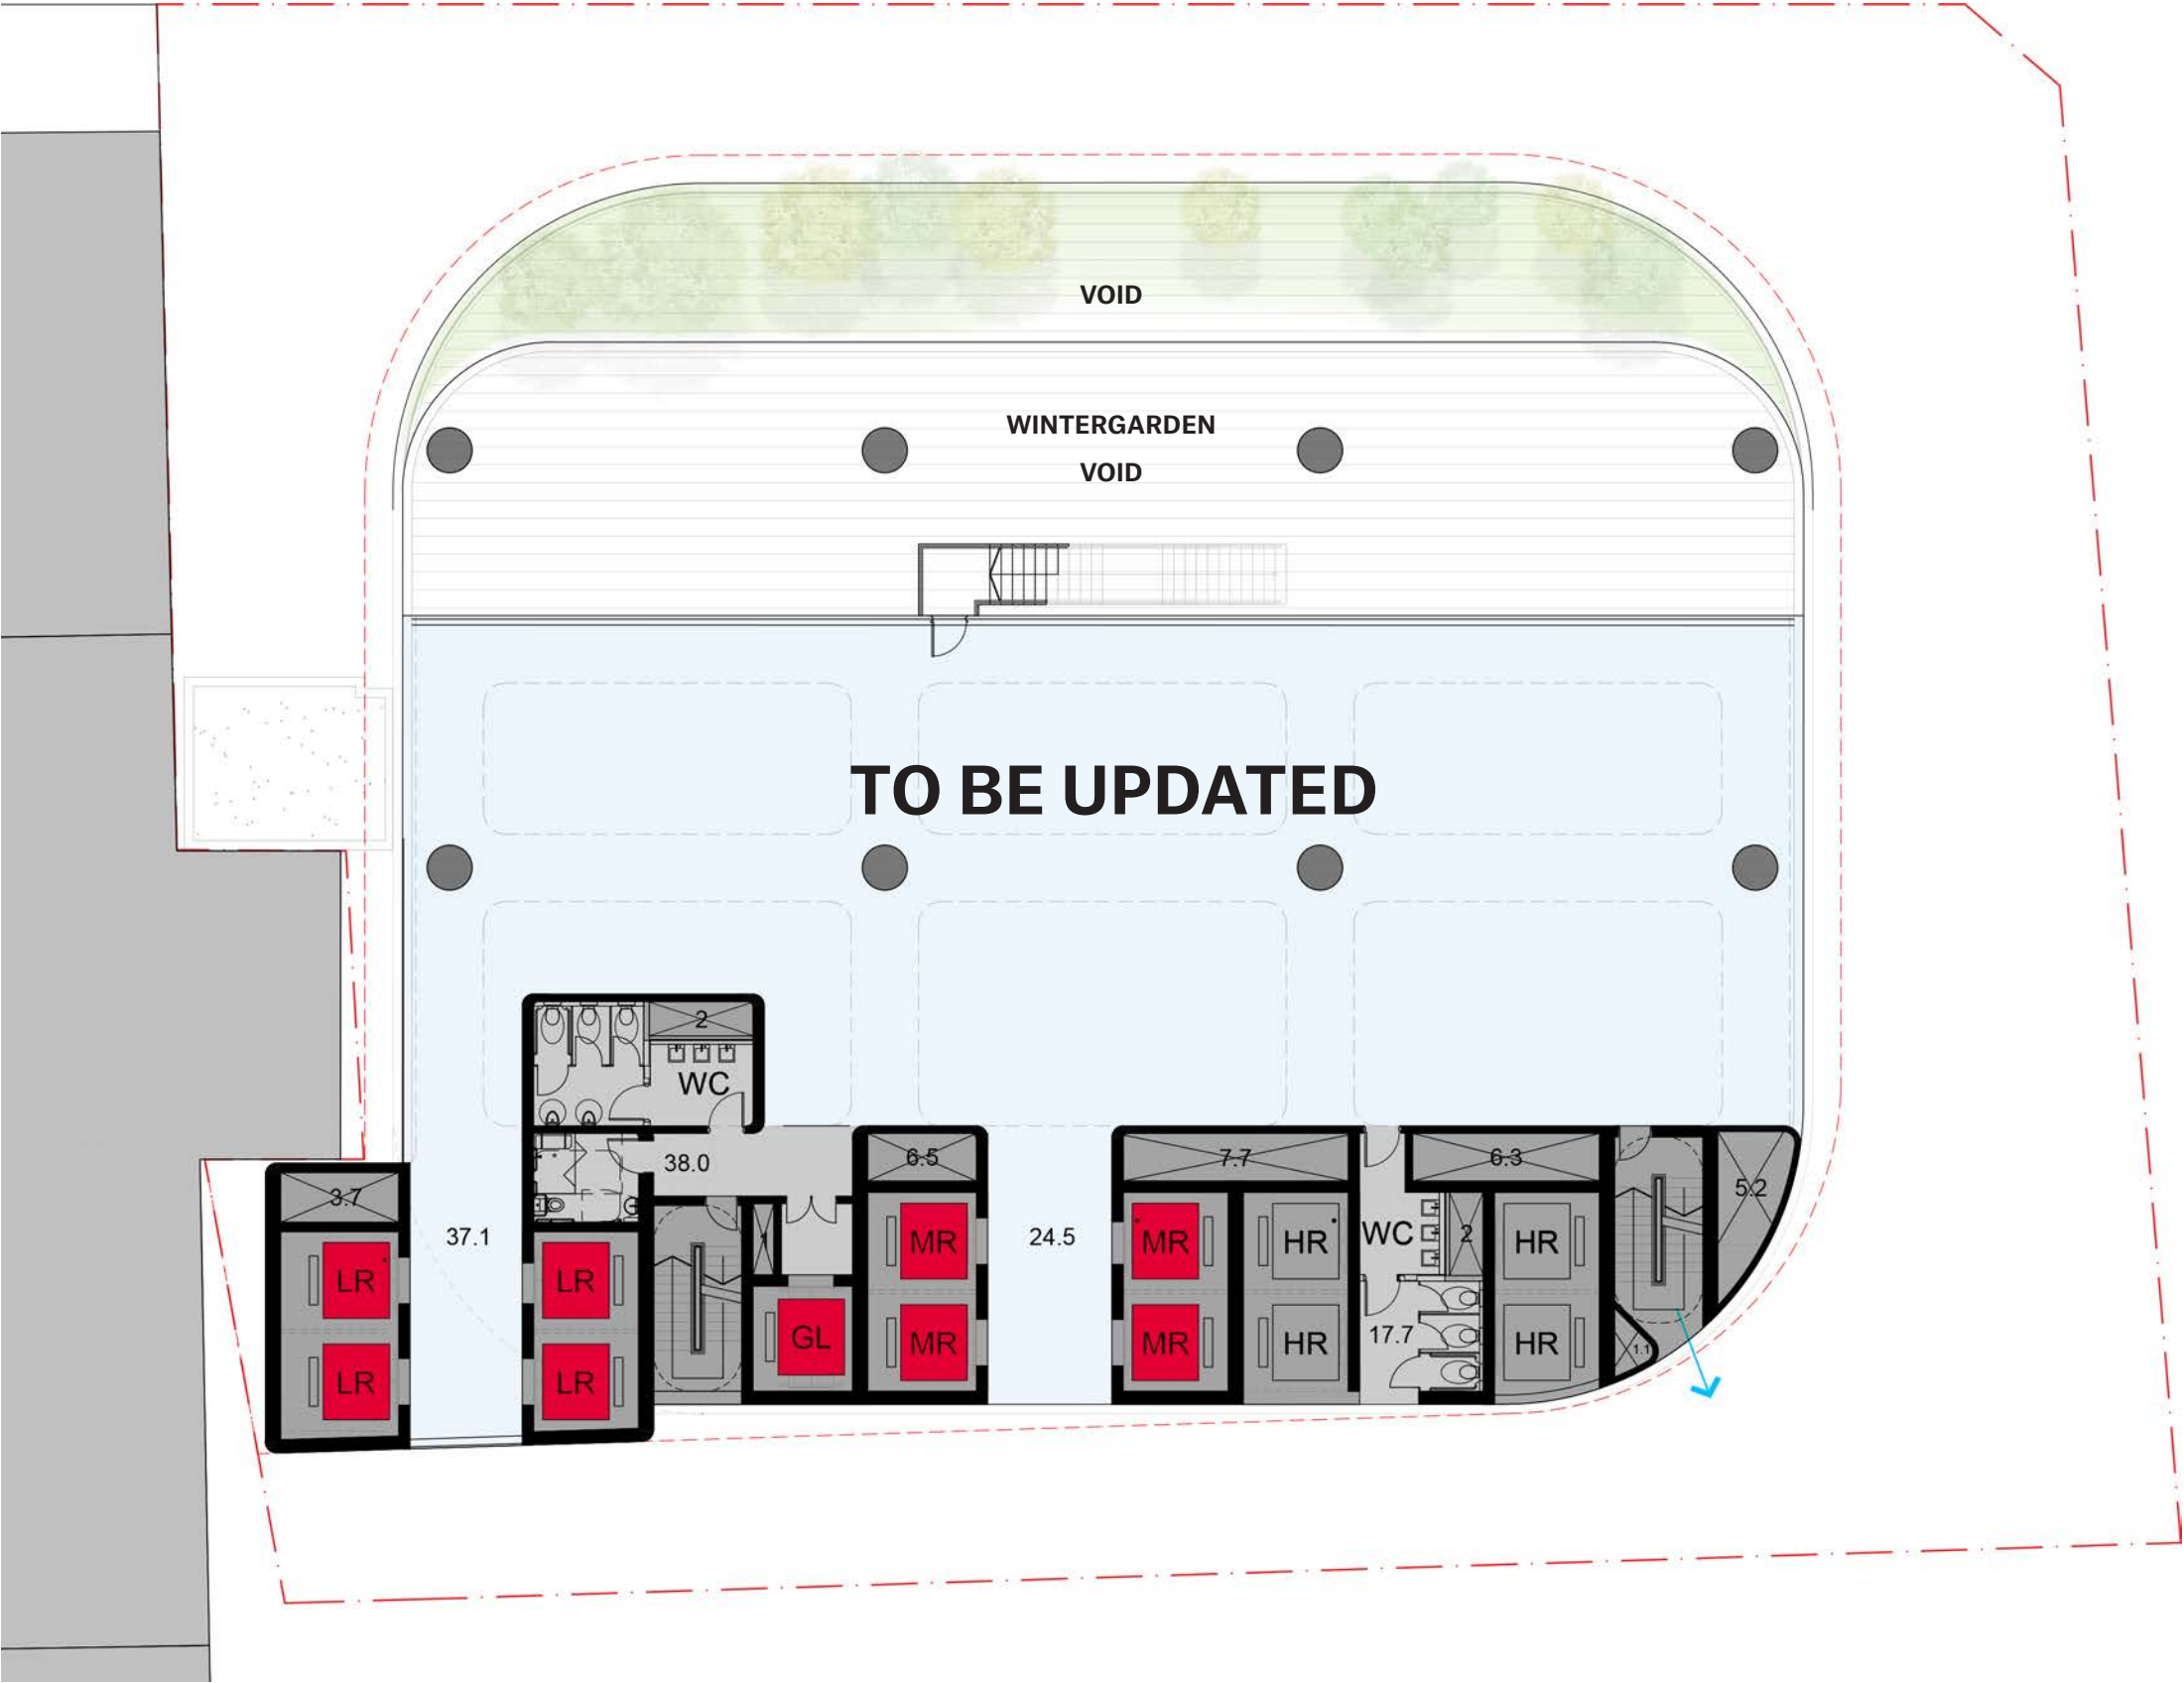 VOID
WINTERGARDEN
VOID
TO BE UPDATED
2
WC
38.0
6.5
7.7
6.3
3.7
5.2
37.1
24.5
LR
LR
1
MR
MR
HR
WC
2
HR
LR
LR
GL
MR
MR
HR
17.7
HR
1.1